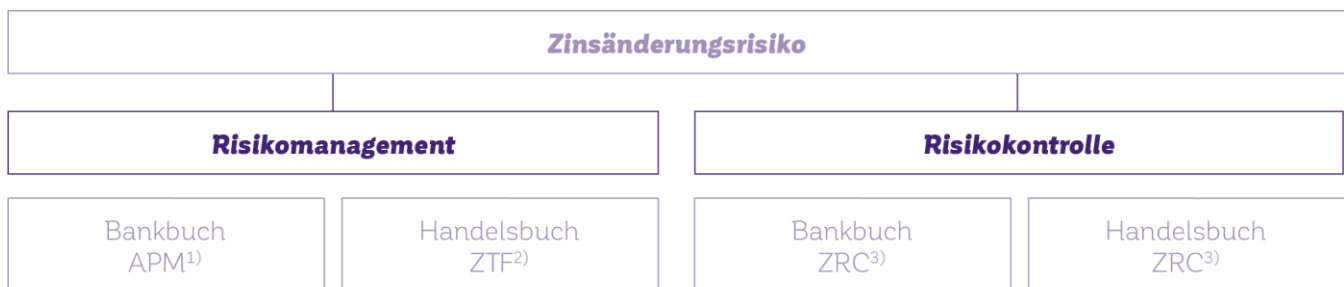 Zinsänderungsrisiko
Risikomanagement
Risikokontrolle
Bankbuch
APM1)
Handelsbuch
ZTF2)
Bankbuch
ZRC3)
Handelsbuch
ZRC3)